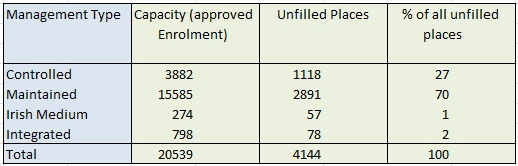 Management Type Capacity (approved Enrolment) Unfilled Places % of all unfilled places
Controlled 3882 1118 27
Maintained 15585 2891 70
Irish Medium 274 57 1
Integrated 798 78 2
Total 20539 4144 100